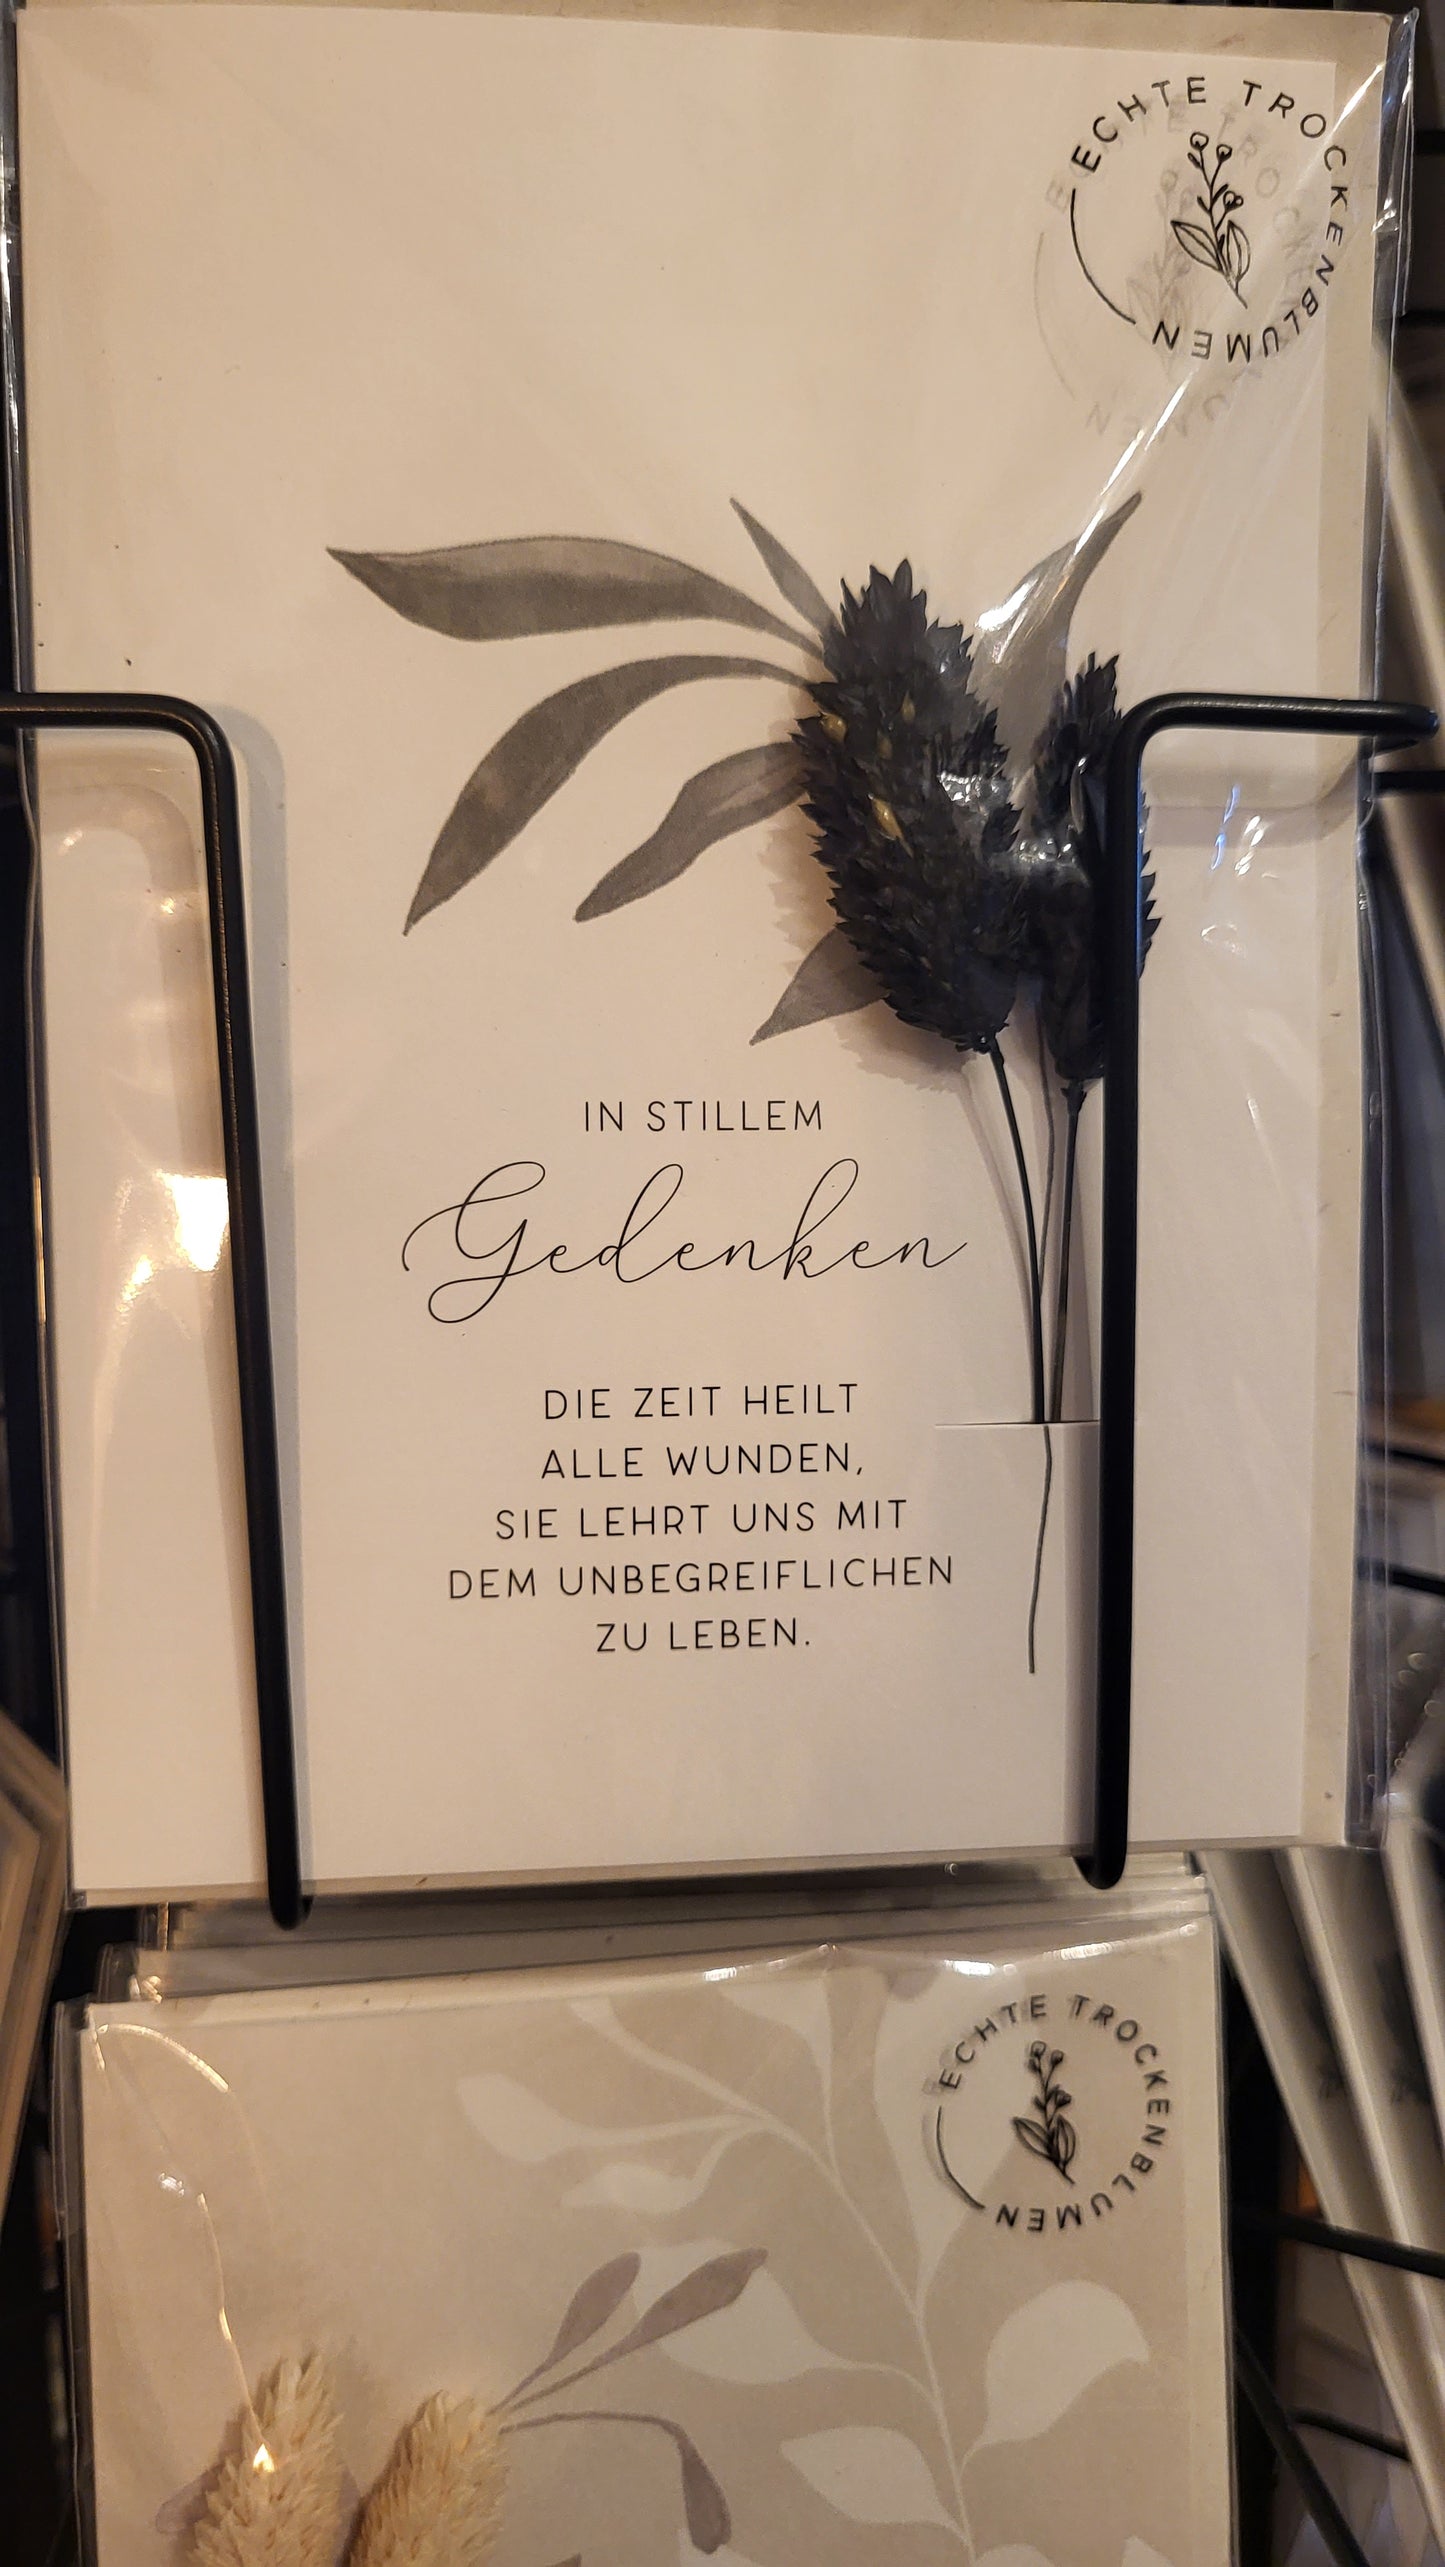 ECHTE TROCKENBLUMEN
IN STILLEM
Gedenken
DIE ZEIT HEILT
ALLE WUNDEN,
SIE LEHRT UNS MIT
DEM UNBEGREIFLICHEN
ZU LEBEN.
ECHTE TROCKENBLUMEN